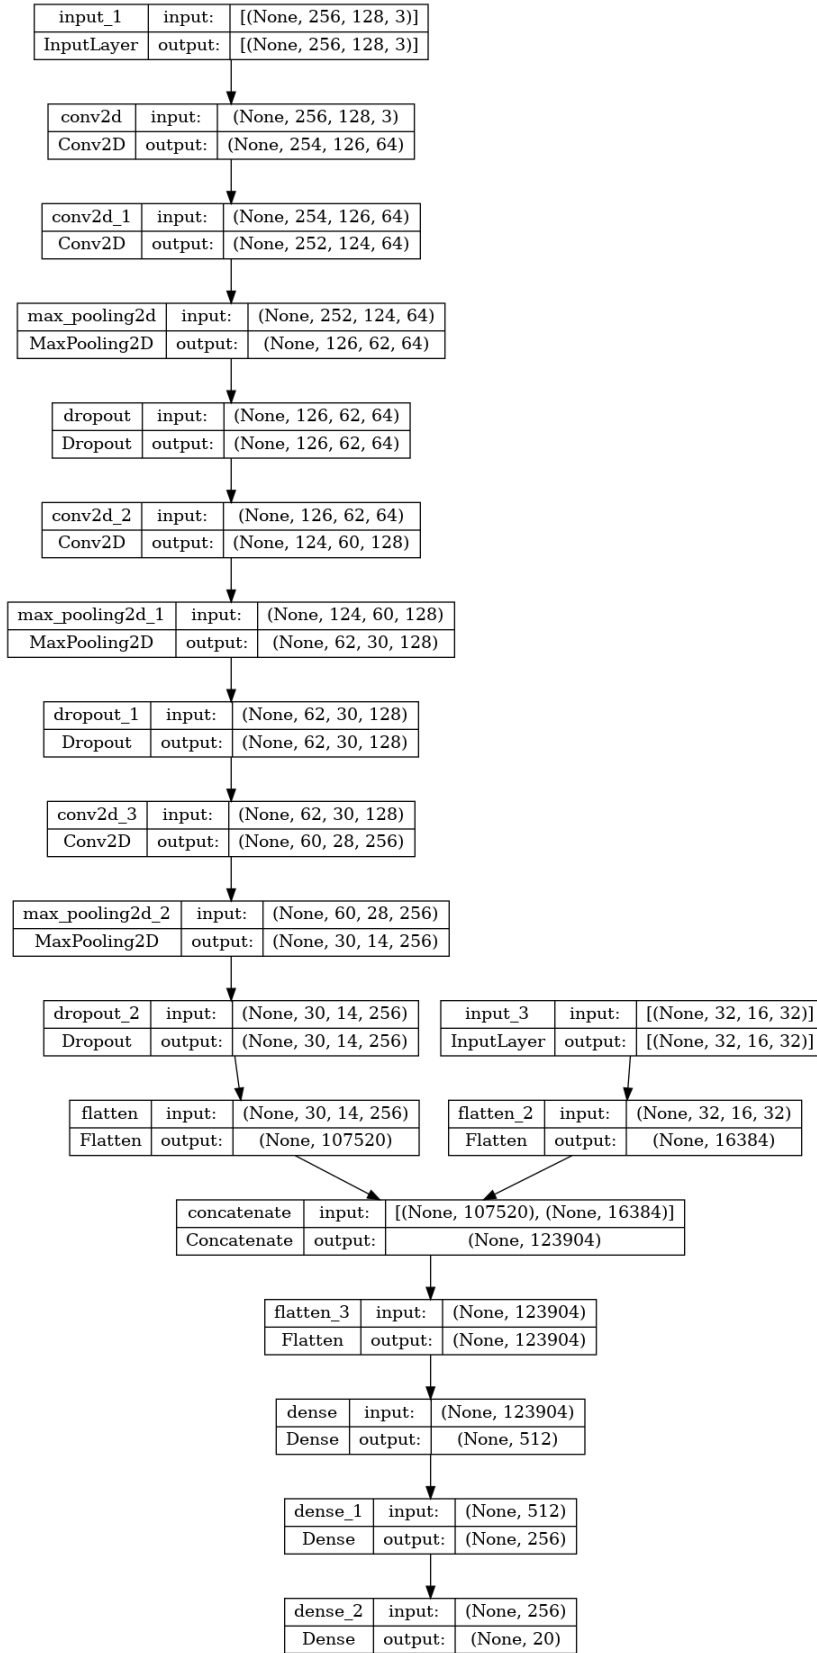 input_1 input: [(None, 256, 128, 3)]
InputLayer output: [(None, 256, 128, 3)]
conv2d input: (None, 256, 128, 3)
Conv2D output: (None, 254, 126, 64)
conv2d_1 input: (None, 254, 126, 64)
Conv2D output: (None, 252, 124, 64)
max_pooling2d input: (None, 252, 124, 64)
MaxPooling2D output: (None, 126, 62, 64)
dropout input: (None, 126, 62, 64)
Dropout output: (None, 126, 62, 64)
conv2d_2 input: (None, 126, 62, 64)
Conv2D output: (None, 124, 60, 128)
max_pooling2d_1 input: (None, 124, 60, 128)
MaxPooling2D output: (None, 62, 30, 128)
dropout_1 input: (None, 62, 30, 128)
Dropout output: (None, 62, 30, 128)
conv2d_3 input: (None, 62, 30, 128)
Conv2D output: (None, 60, 28, 256)
max_pooling2d_2 input: (None, 60, 28, 256)
MaxPooling2D output: (None, 30, 14, 256)
dropout_2 input: (None, 30, 14, 256)
Dropout output: (None, 30, 14, 256)
input_3 input: [(None, 32, 16, 32)]
InputLayer output: [(None, 32, 16, 32)]
flatten input: (None, 30, 14, 256)
Flatten output: (None, 107520)
flatten_2 input: (None, 32, 16, 32)
Flatten output: (None, 16384)
concatenate input: [(None, 107520), (None, 16384)]
Concatenate output: (None, 123904)
flatten_3 input: (None, 123904)
Flatten output: (None, 123904)
dense input: (None, 123904)
Dense output: (None, 512)
dense_1 input: (None, 512)
Dense output: (None, 256)
dense_2 input: (None, 256)
Dense output: (None, 20)